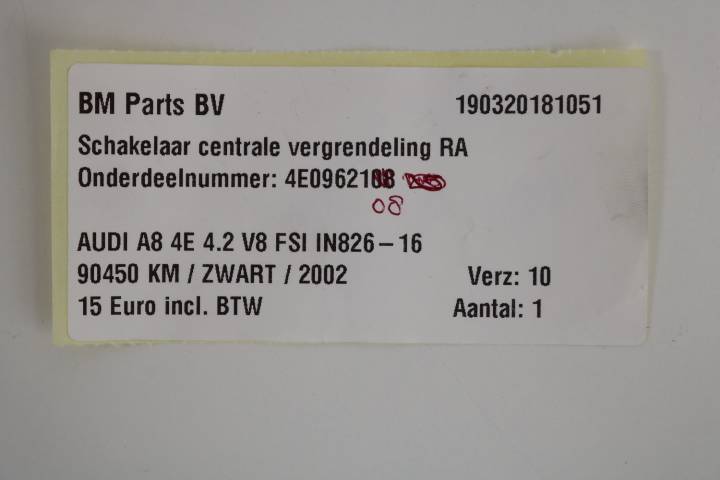 BM Parts BV 190320181051
Schakelaar centrale vergrendeling RA
Onderdeelnummer: 4E0962108
08
AUDI A8 4E 4.2 V8 FSI IN826-16
90450 KM / ZWART / 2002 Verz: 10
15 Euro incl. BTW Aantal: 1